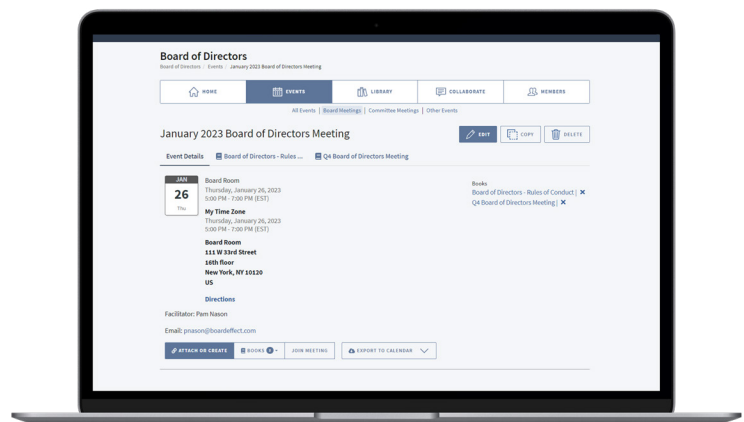 Board of Directors
Board of Directors | Events | January 2023 Board of Directors Meeting
HOME
EVENTS
LIBRARY
COLLABORATE
MEMBERS
All Events | Board Meetings | Committee Meetings | Other Events
January 2023 Board of Directors Meeting
EDIT
COPY
DELETE
Event Details
Board of Directors - Rules ...
Q4 Board of Directors Meeting
JAN
26
Thu
Board Room
Thursday, January 26, 2023
5:00 PM - 7:00 PM (EST)
My Time Zone
Thursday, January 26, 2023
5:00 PM - 7:00 PM (EST)
Board Room
111 W 33rd Street
16th floor
New York, NY 10120
US
Directions
Books
Board of Directors - Rules of Conduct | ✖
Q4 Board of Directors Meeting | ✖
Facilitator: Pam Nason
Email: pnason@boardeffect.com
ATTACH OR CREATE
BOOKS
JOIN MEETING
EXPORT TO CALENDAR